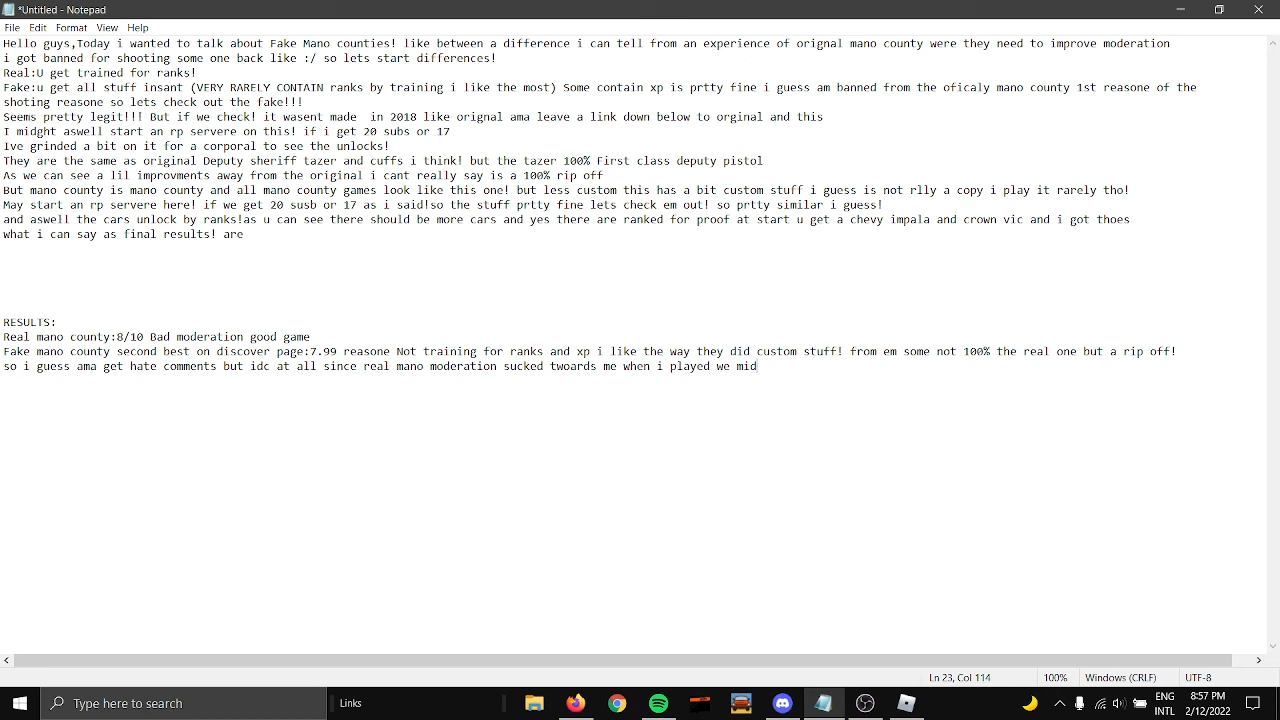 *Untitled - Notepad
File Edit Format View Help
Hello guys,Today i wanted to talk about Fake Mano counties! like between a difference i can tell from an experience of orignal mano county were they need to improve moderation
i got banned for shooting some one back like :/ so lets start differences!
Real:U get trained for ranks!
Fake:u get all stuff insant (VERY RARELY CONTAIN ranks by training i like the most) Some contain xp is prtty fine i guess am banned from the oficaly mano county 1st reasone of the
shoting reasone so lets check out the fake!!!
Seems pretty legit!!! But if we check! it wasent made  in 2018 like orignal ama leave a link down below to orginal and this
I midght aswell start an rp servere on this! if i get 20 subs or 17
Ive grinded a bit on it for a corporal to see the unlocks!
They are the same as original Deputy sheriff tazer and cuffs i think! but the tazer 100% First class deputy pistol
As we can see a lil improvments away from the original i cant really say is a 100% rip off
But mano county is mano county and all mano county games look like this one! but less custom this has a bit custom stuff i guess is not rlly a copy i play it rarely tho!
May start an rp servere here! if we get 20 susb or 17 as i said!so the stuff prtty fine lets check em out! so prtty similar i guess!
and aswell the cars unlock by ranks!as u can see there should be more cars and yes there are ranked for proof at start u get a chevy impala and crown vic and i got thoes
what i can say as final results! are
RESULTS:
Real mano county:8/10 Bad moderation good game
Fake mano county second best on discover page:7.99 reasone Not training for ranks and xp i like the way they did custom stuff! from em some not 100% the real one but a rip off!
so i guess ama get hate comments but idc at all since real mano moderation sucked twoards me when i played we mid
Ln 23, Col 114 100% Windows (CRLF) UTF-8
Type here to search Links ENG 8:57 PM
INTL 2/12/2022